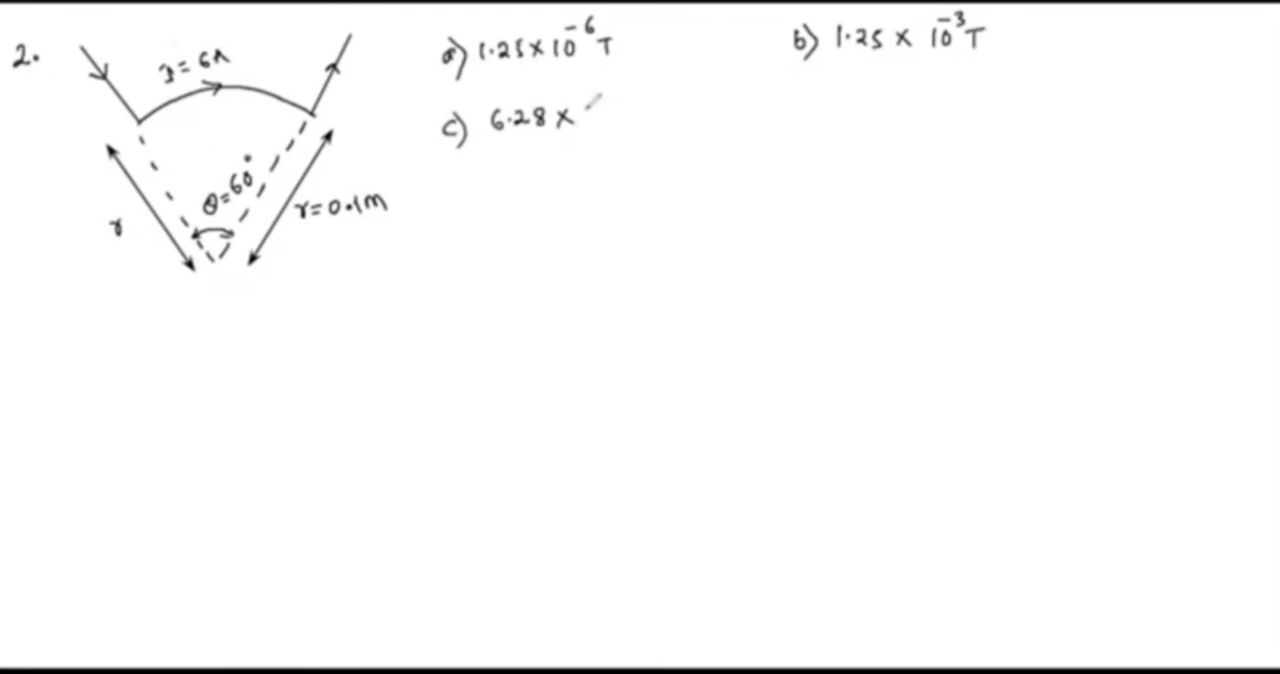 2.
I = 6A
a) 1.25 × 10⁻⁶ T
b) 1.25 × 10⁻³ T
c) 6.28 ×
θ = 60°
r
r = 0.1m